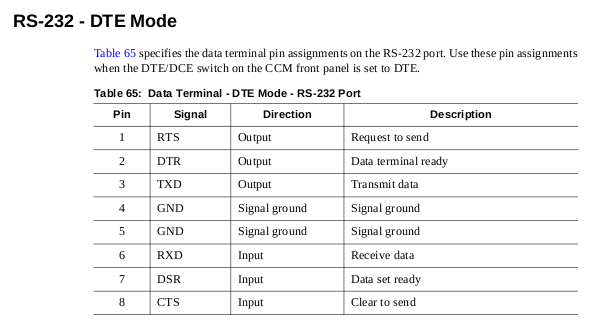 RS-232 - DTE Mode
Table 65 specifies the data terminal pin assignments on the RS-232 port. Use these pin assignments
when the DTE/DCE switch on the CCM front panel is set to DTE.
Table 65: Data Terminal - DTE Mode - RS-232 Port
Pin Signal Direction Description
1 RTS Output Request to send
2 DTR Output Data terminal ready
3 TXD Output Transmit data
4 GND Signal ground Signal ground
5 GND Signal ground Signal ground
6 RXD Input Receive data
7 DSR Input Data set ready
8 CTS Input Clear to send